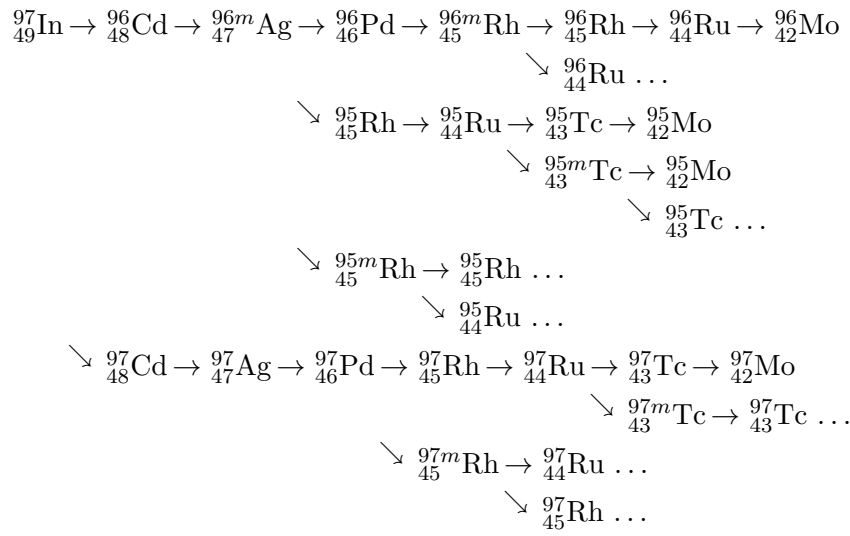 ⁹⁷₄₉In → ⁹⁶₄₈Cd → ⁹⁶ᵐ₄₇Ag → ⁹⁶₄₆Pd → ⁹⁶ᵐ₄₅Rh → ⁹⁶₄₅Rh → ⁹⁶₄₄Ru → ⁹⁶₄₂Mo
↘ ⁹⁶₄₄Ru …
↘ ⁹⁵₄₅Rh → ⁹⁵₄₄Ru → ⁹⁵₄₃Tc → ⁹⁵₄₂Mo
↘ ⁹⁵ᵐ₄₃Tc → ⁹⁵₄₂Mo
↘ ⁹⁵₄₃Tc …
↘ ⁹⁵ᵐ₄₅Rh → ⁹⁵₄₅Rh …
↘ ⁹⁵₄₄Ru …
↘ ⁹⁷₄₈Cd → ⁹⁷₄₇Ag → ⁹⁷₄₆Pd → ⁹⁷₄₅Rh → ⁹⁷₄₄Ru → ⁹⁷₄₃Tc → ⁹⁷₄₂Mo
↘ ⁹⁷ᵐ₄₃Tc → ⁹⁷₄₃Tc …
↘ ⁹⁷ᵐ₄₅Rh → ⁹⁷₄₄Ru …
↘ ⁹⁷₄₅Rh …